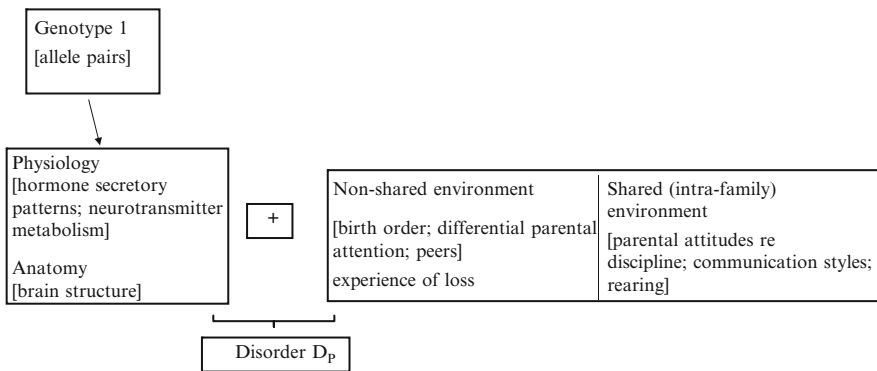 Genotype 1
[allele pairs]
Physiology
[hormone secretory
patterns; neurotransmitter
metabolism]
Anatomy
[brain structure]
+
Non-shared environment
[birth order; differential parental
attention; peers]
experience of loss
Shared (intra-family)
environment
[parental attitudes re
discipline; communication styles;
rearing]
Disorder Dₚ